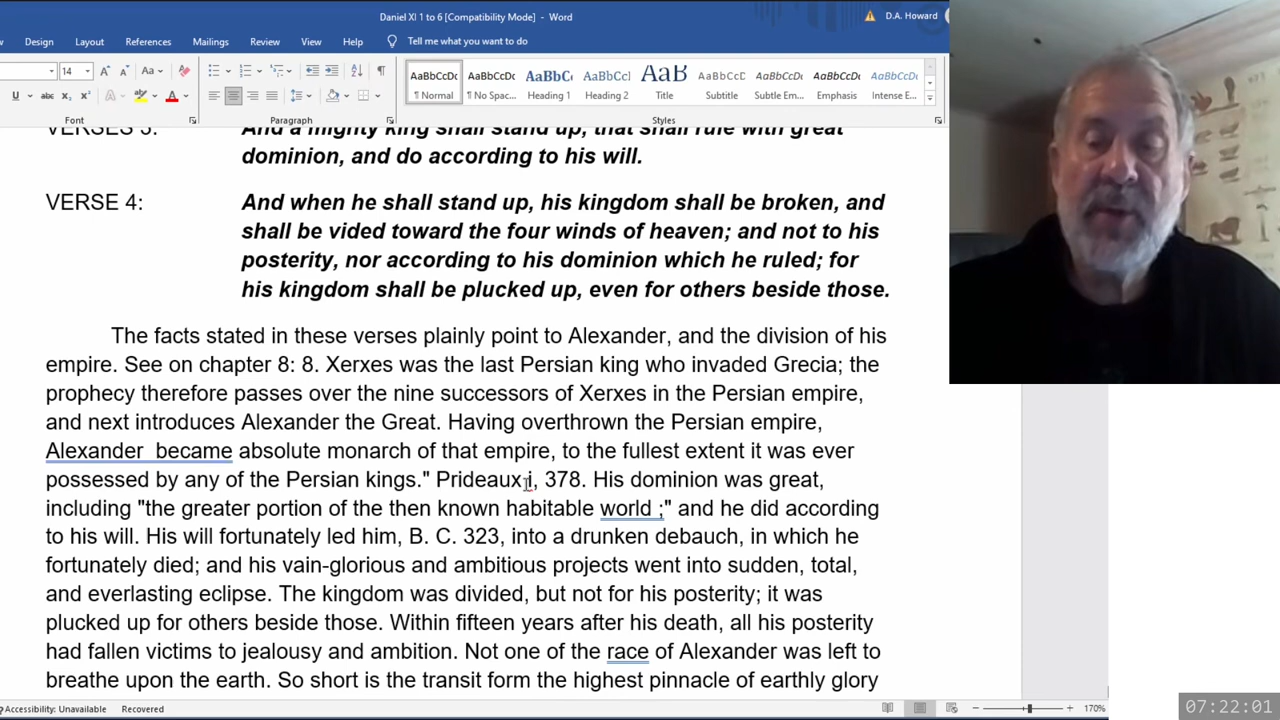 Daniel XI 1 to 6 [Compatibility Mode] - Word
D.A. Howard
Design Layout References Mailings Review View Help Tell me what you want to do
14
Aa
AaBbCcDc AaBbCcDc AaBbCc AaBbCcl AaB AaBbCcD AaBbCcDc AaBbCcDc AaBbCcDc
¶ Normal ¶ No Spac... Heading 1 Heading 2 Title Subtitle Subtle Em... Emphasis Intense E...
Font Paragraph Styles
VERSES 3: And a mighty king shall stand up, that shall rule with great
dominion, and do according to his will.
VERSE 4: And when he shall stand up, his kingdom shall be broken, and
shall be vided toward the four winds of heaven; and not to his
posterity, nor according to his dominion which he ruled; for
his kingdom shall be plucked up, even for others beside those.
The facts stated in these verses plainly point to Alexander, and the division of his
empire. See on chapter 8: 8. Xerxes was the last Persian king who invaded Grecia; the
prophecy therefore passes over the nine successors of Xerxes in the Persian empire,
and next introduces Alexander the Great. Having overthrown the Persian empire,
Alexander  became absolute monarch of that empire, to the fullest extent it was ever
possessed by any of the Persian kings." Prideaux i, 378. His dominion was great,
including "the greater portion of the then known habitable world ;" and he did according
to his will. His will fortunately led him, B. C. 323, into a drunken debauch, in which he
fortunately died; and his vain-glorious and ambitious projects went into sudden, total,
and everlasting eclipse. The kingdom was divided, but not for his posterity; it was
plucked up for others beside those. Within fifteen years after his death, all his posterity
had fallen victims to jealousy and ambition. Not one of the race of Alexander was left to
breathe upon the earth. So short is the transit form the highest pinnacle of earthly glory
Accessibility: Unavailable Recovered 170%
07:22:01